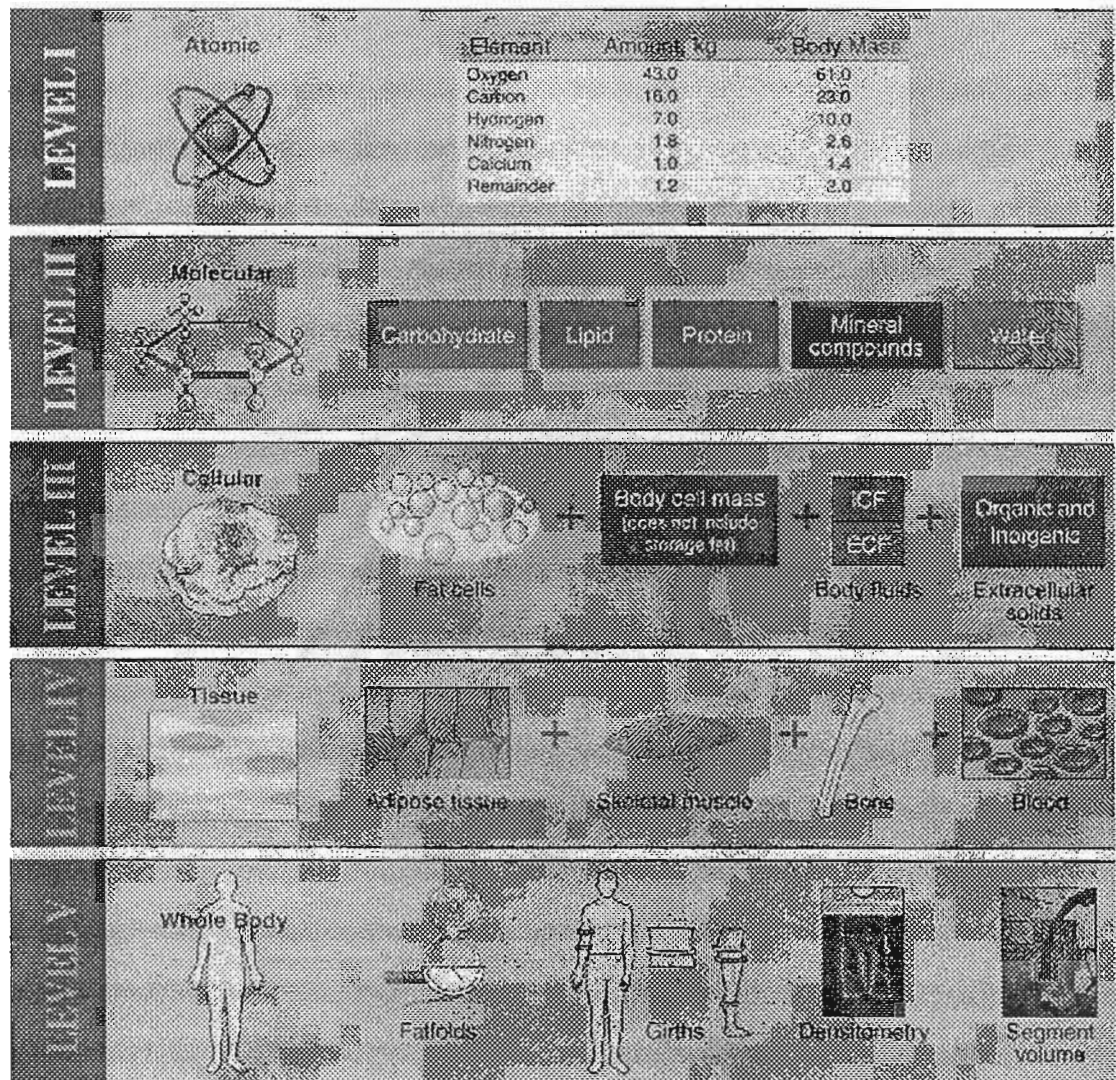 LEVEL I
Atomic
Element Amount, kg % Body Mass
Oxygen 43.0 61.0
Carbon 16.0 23.0
Hydrogen 7.0 10.0
Nitrogen 1.8 2.6
Calcium 1.0 1.4
Remainder 1.2 2.0
LEVEL II
Molecular
Carbohydrate Lipid Protein Mineral compounds Water
LEVEL III
Cellular
Fat cells
+
Body cell mass
(does not include
storage fat)
+
ICF
ECF
Body fluids
+
Organic and
Inorganic
Extracellular
solids
LEVEL IV
Tissue
Adipose tissue + Skeletal muscle + Bone + Blood
LEVEL V
Whole Body
Fatfolds Girths Densitometry Segment
volume